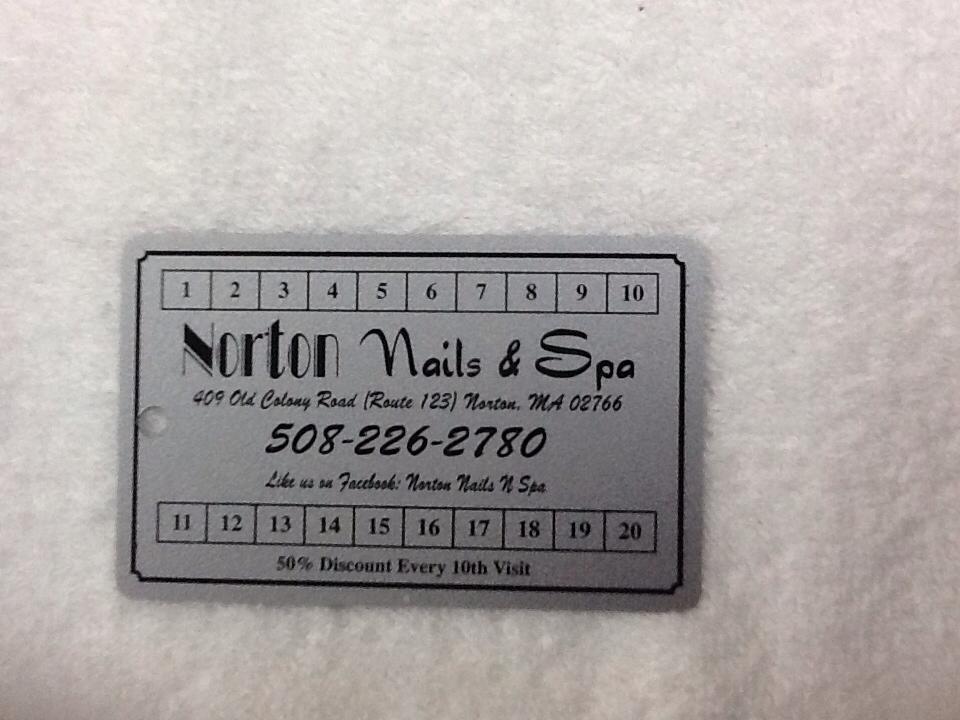 1 2 3 4 5 6 7 8 9 10
Norton Nails & Spa
409 Old Colony Road (Route 123) Norton, MA 02766
508-226-2780
Like us on Facebook: Norton Nails N Spa
11 12 13 14 15 16 17 18 19 20
50% Discount Every 10th Visit